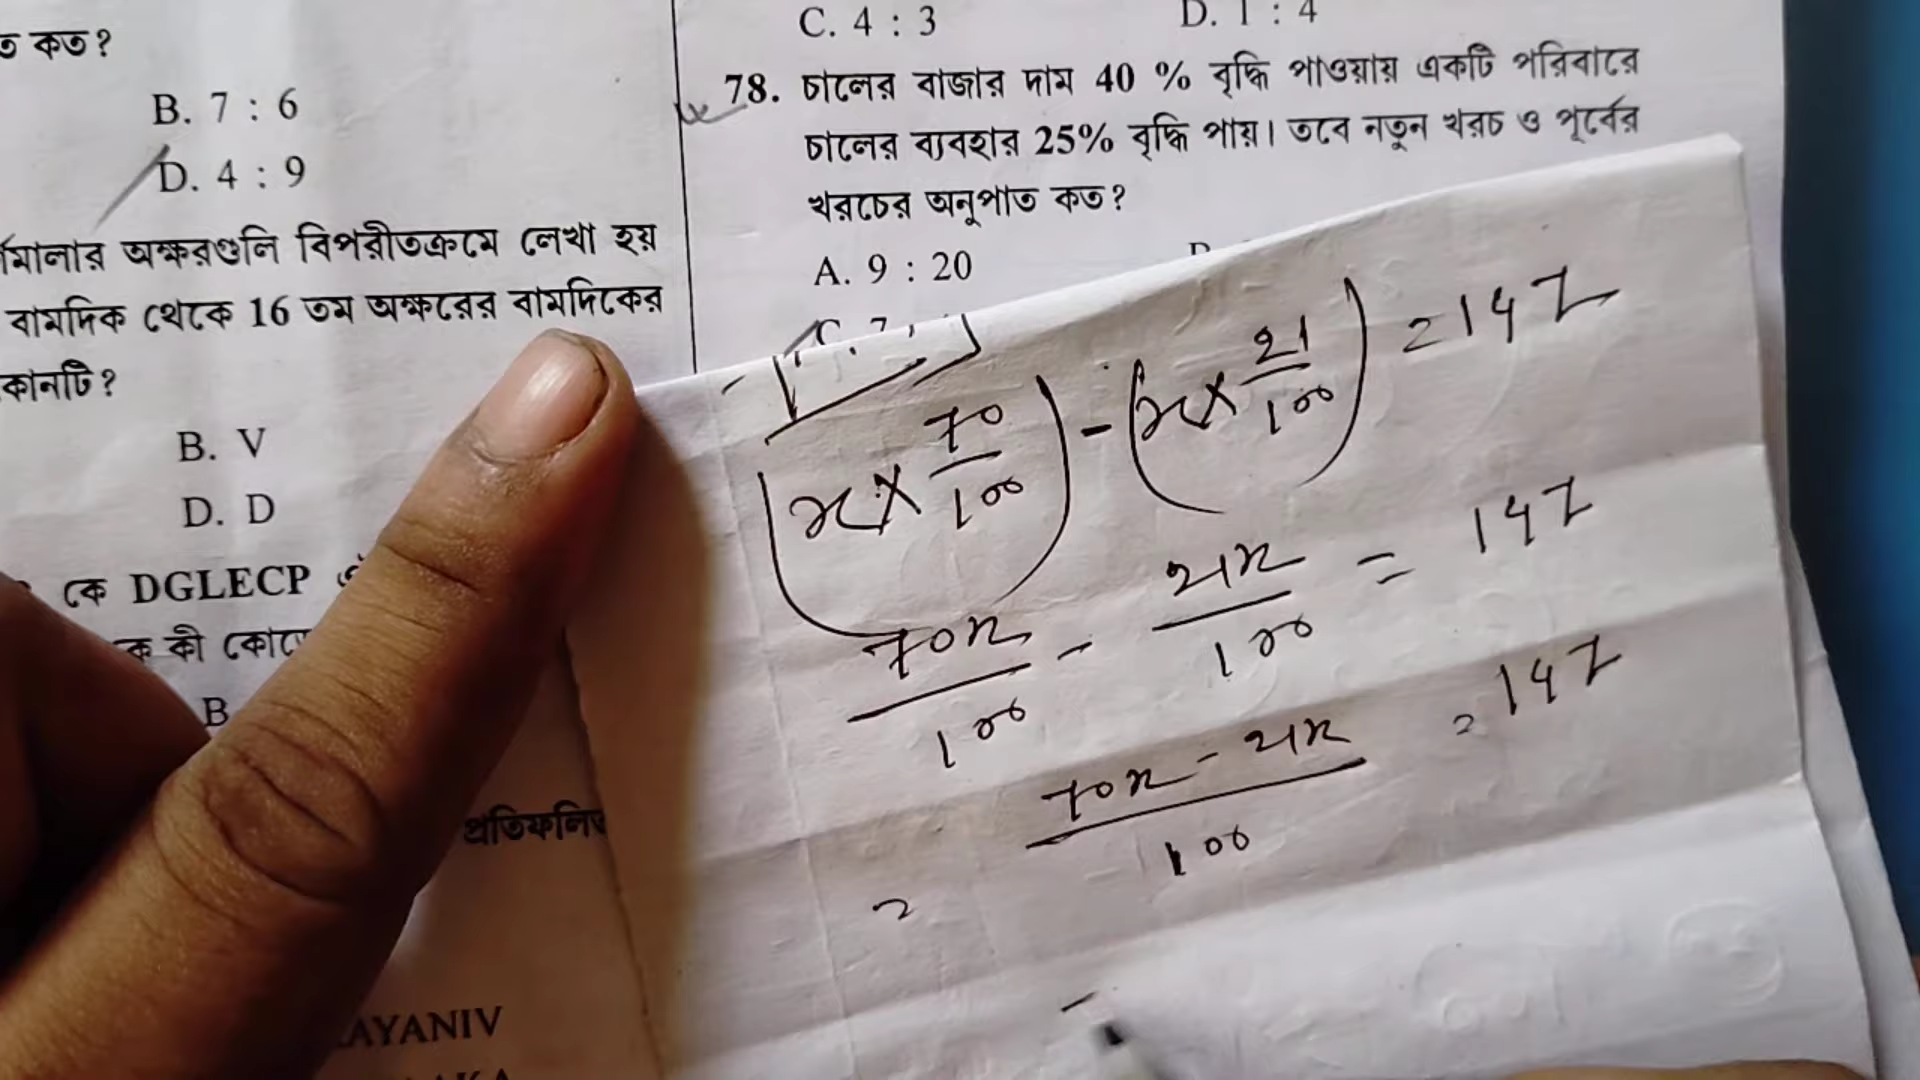 ত কত?
B. 7 : 6
D. 4 : 9
র্ণমালার অক্ষরগুলি বিপরীতক্রমে লেখা হয়
বামদিক থেকে 16 তম অক্ষরের বামদিকের
কোনটি?
B. V
D. D
কে DGLECP
কে কী কোডে
B
প্রতিফলিত
AYANIV
C. 4 : 3
D. 1 : 4
78. চালের বাজার দাম 40 % বৃদ্ধি পাওয়ায় একটি পরিবারে
চালের ব্যবহার 25% বৃদ্ধি পায়। তবে নতুন খরচ ও পূর্বের
খরচের অনুপাত কত?
A. 9 : 20
C. 7
(x × 70/100) - (x × 21/100) = 147
70x/100 - 21x/100 = 147
70x - 21x/100 = 147
=